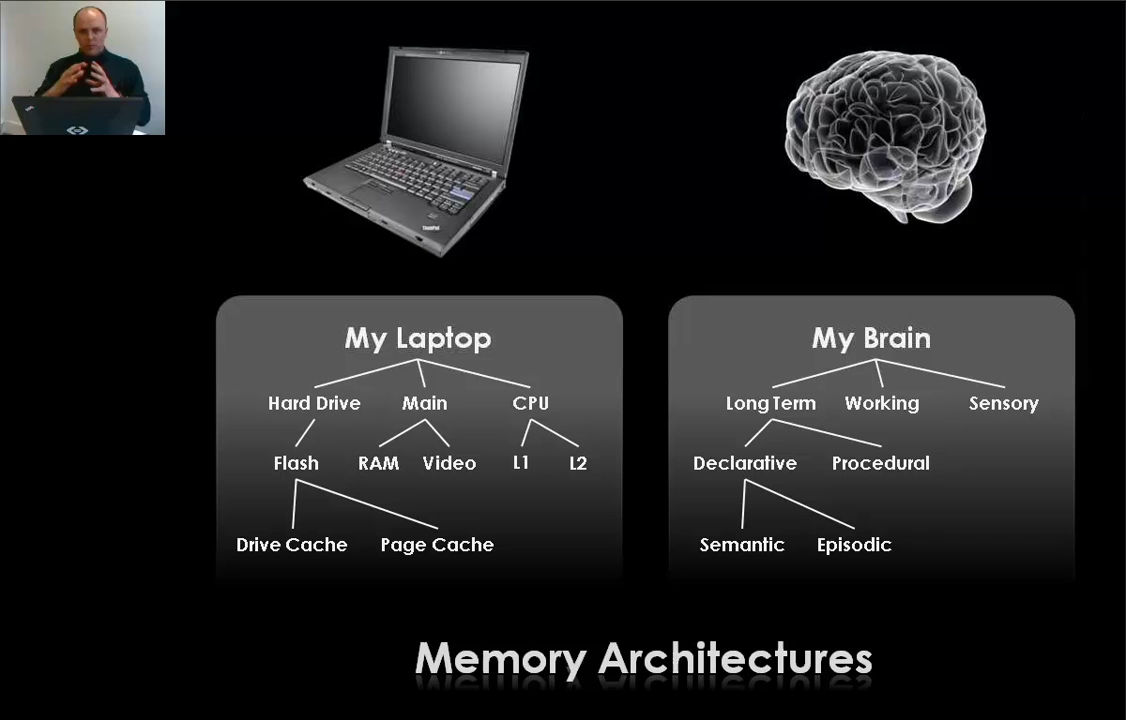 ThinkPad
My Laptop
Hard Drive Main CPU
Flash RAM Video L1 L2
Drive Cache Page Cache
My Brain
Long Term Working Sensory
Declarative Procedural
Semantic Episodic
Memory Architectures